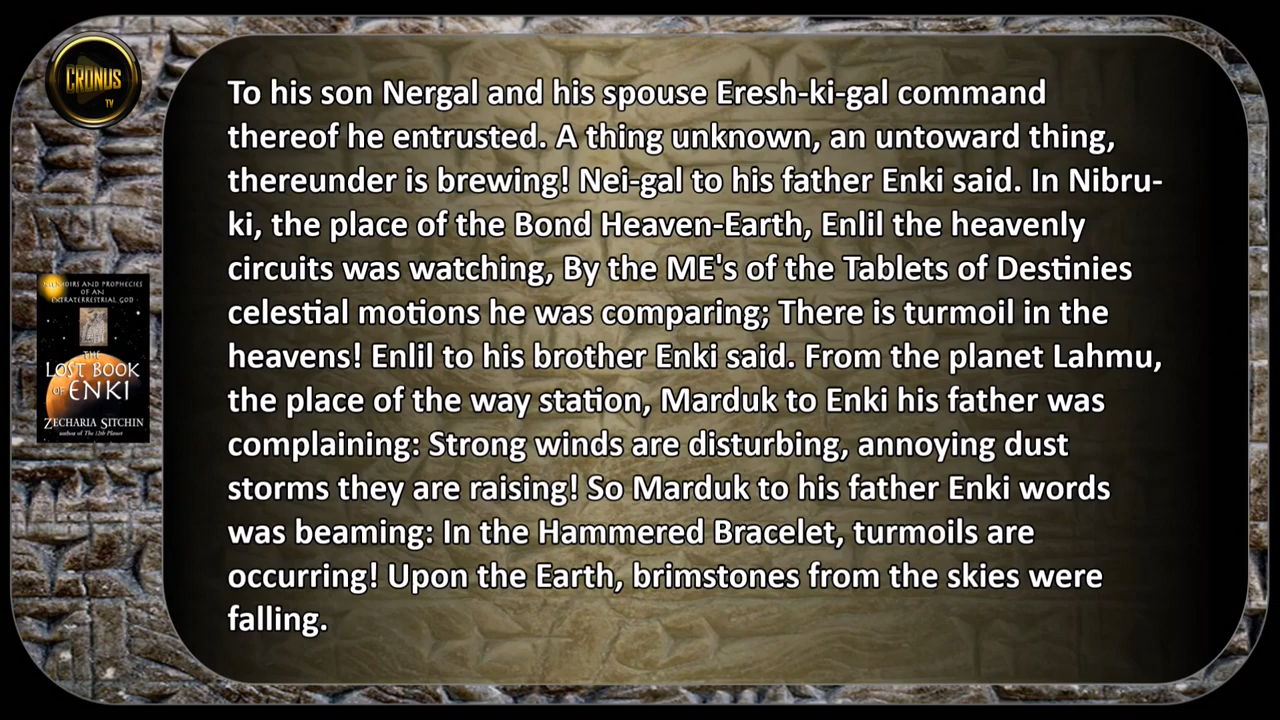 CRONUS
TV
To his son Nergal and his spouse Eresh-ki-gal command
thereof he entrusted. A thing unknown, an untoward thing,
thereunder is brewing! Nei-gal to his father Enki said. In Nibru-
ki, the place of the Bond Heaven-Earth, Enlil the heavenly
circuits was watching, By the ME's of the Tablets of Destinies
celestial motions he was comparing; There is turmoil in the
heavens! Enlil to his brother Enki said. From the planet Lahmu,
the place of the way station, Marduk to Enki his father was
complaining: Strong winds are disturbing, annoying dust
storms they are raising! So Marduk to his father Enki words
was beaming: In the Hammered Bracelet, turmoils are
occurring! Upon the Earth, brimstones from the skies were
falling.
MEMOIRS AND PROPHECIES
OF AN
EXTRATERRESTRIAL GOD
THE
LOST BOOK
OF ENKI
ZECHARIA SITCHIN
author of The 12th Planet